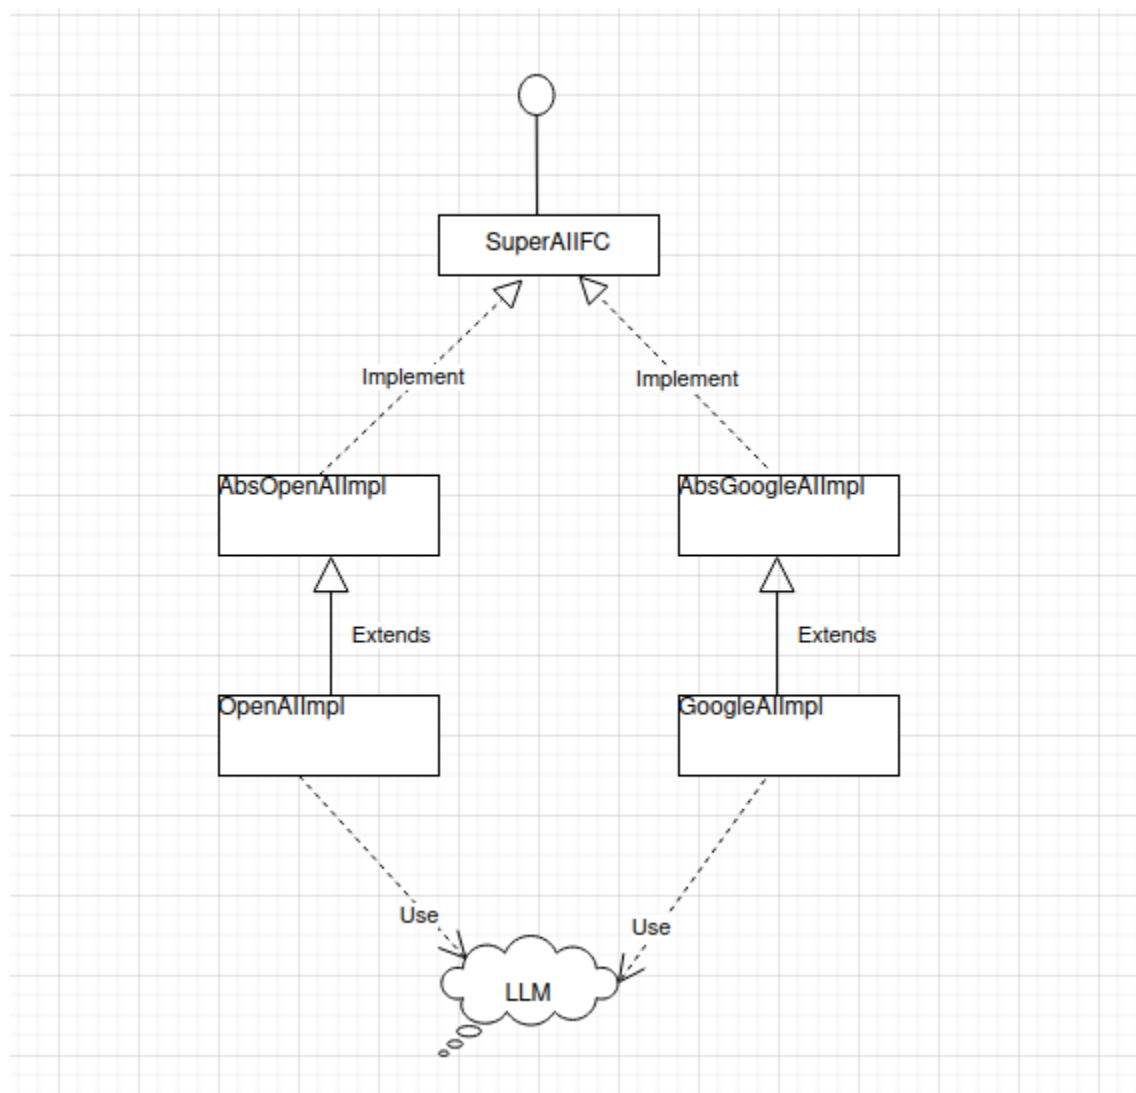 SuperAIIFC
Implement
Implement
AbsOpenAIImpl
AbsGoogleAIImpl
Extends
Extends
OpenAIImpl
GoogleAIImpl
Use
Use
LLM